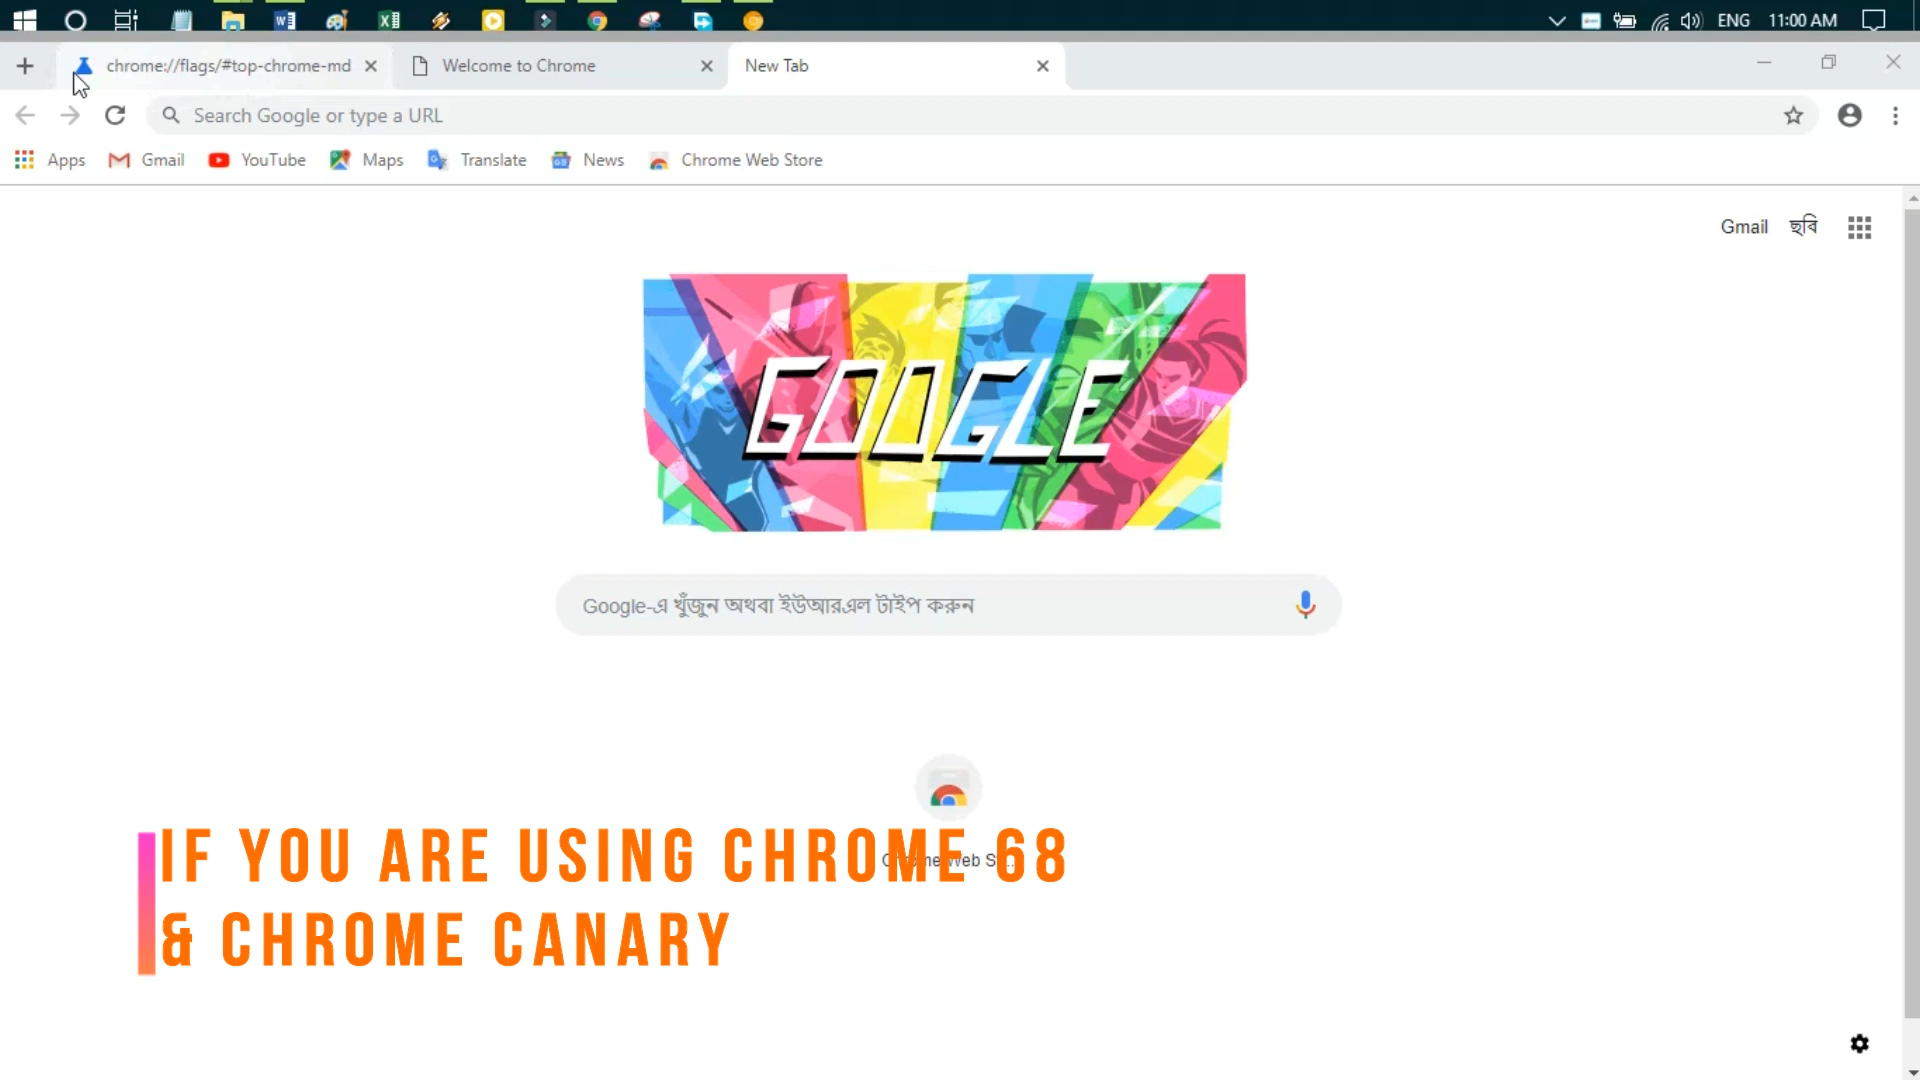 ENG 11:00 AM
chrome://flags/#top-chrome-md
Welcome to Chrome
New Tab
Search Google or type a URL
Apps
Gmail
YouTube
Maps
Translate
News
Chrome Web Store
Gmail
ছবি
GOOGLE
Google-এ খুঁজুন অথবা ইউআরএল টাইপ করুন
IF YOU ARE USING CHROME 68
& CHROME CANARY